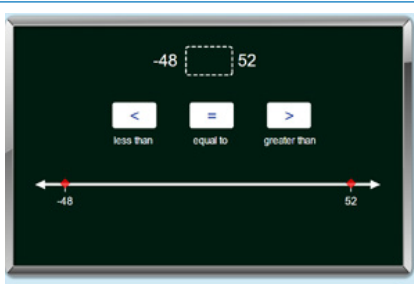 -48 52
< = >
less than equal to greater than
-48 52